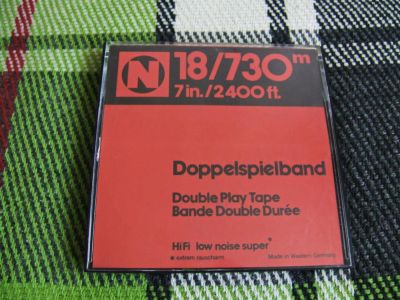 N 18/730m
7 in./2400 ft.
Doppelspielband
Double Play Tape
Bande Double Durée
HiFi low noise super*
* extrem rauscharm
Made in Western Germany